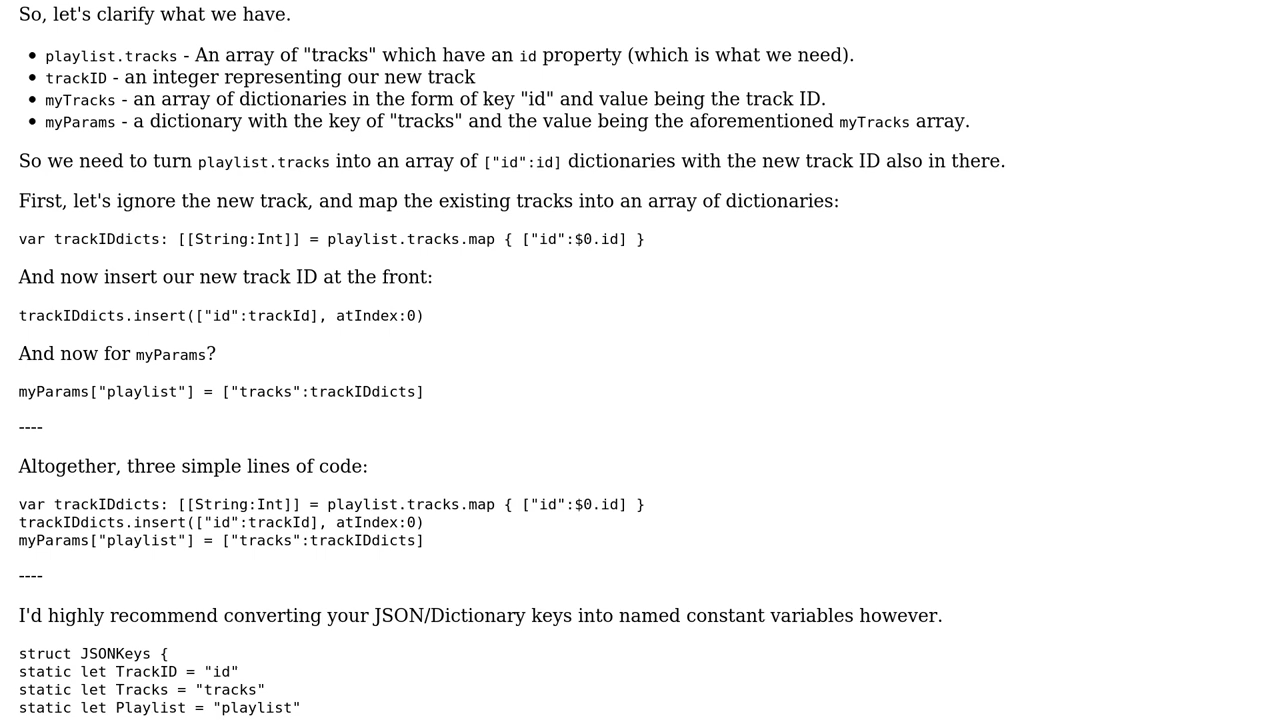 So, let's clarify what we have.
• playlist.tracks - An array of "tracks" which have an id property (which is what we need).
• trackID - an integer representing our new track
• myTracks - an array of dictionaries in the form of key "id" and value being the track ID.
• myParams - a dictionary with the key of "tracks" and the value being the aforementioned myTracks array.
So we need to turn playlist.tracks into an array of ["id":id] dictionaries with the new track ID also in there.
First, let's ignore the new track, and map the existing tracks into an array of dictionaries:
var trackIDdicts: [[String:Int]] = playlist.tracks.map { ["id":$0.id] }
And now insert our new track ID at the front:
trackIDdicts.insert(["id":trackId], atIndex:0)
And now for myParams?
myParams["playlist"] = ["tracks":trackIDdicts]
----
Altogether, three simple lines of code:
var trackIDdicts: [[String:Int]] = playlist.tracks.map { ["id":$0.id] }
trackIDdicts.insert(["id":trackId], atIndex:0)
myParams["playlist"] = ["tracks":trackIDdicts]
----
I'd highly recommend converting your JSON/Dictionary keys into named constant variables however.
struct JSONKeys {
static let TrackID = "id"
static let Tracks = "tracks"
static let Playlist = "playlist"